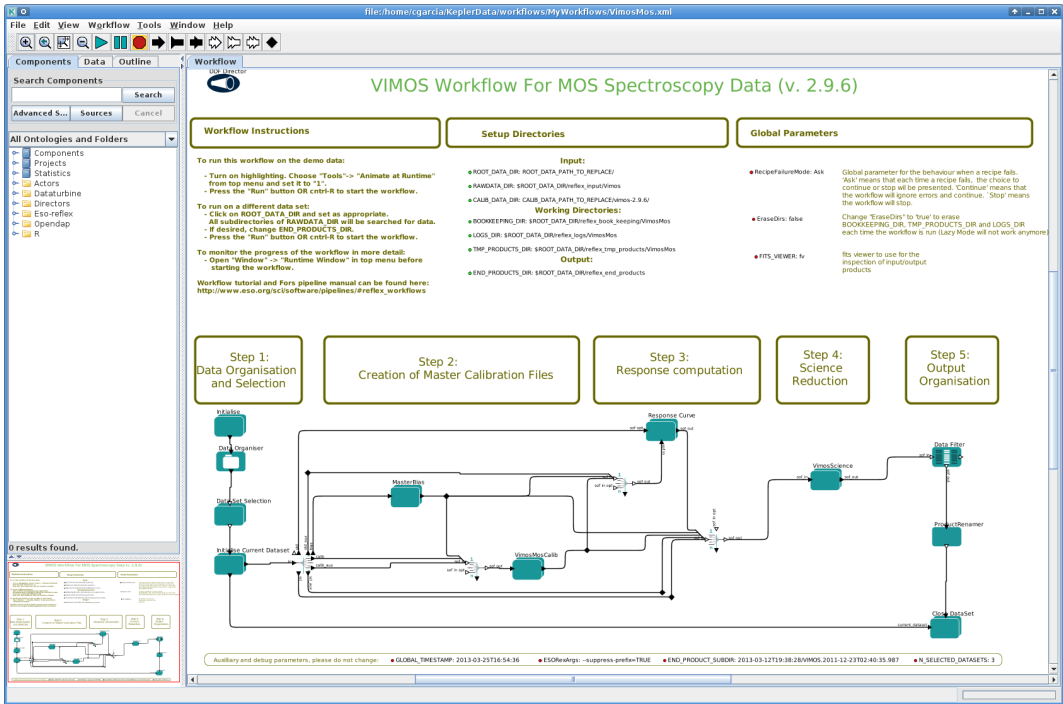 file:/home/cgarcia/KeplerData/workflows/MyWorkflows/VimosMos.xml
File Edit View Workflow Tools Window Help
Components Data Outline
Search Components
Search
Advanced S... Sources Cancel
All Ontologies and Folders
Components
Projects
Statistics
Actors
Dataturbine
Directors
Eso-reflex
Opendap
R
0 results found.
Workflow
DDF Director
VIMOS Workflow For MOS Spectroscopy Data (v. 2.9.6)
Workflow Instructions
To run this workflow on the demo data:
- Turn on highlighting. Choose "Tools"-> "Animate at Runtime"
from top menu and set it to "1".
- Press the "Run" button OR cntrl-R to start the workflow.
To run on a different data set:
- Click on ROOT_DATA_DIR and set as appropriate.
All subdirectories of RAWDATA_DIR will be searched for data.
- If desired, change END_PRODUCTS_DIR.
- Press the "Run" button OR cntrl-R to start the workflow.
To monitor the progress of the workflow in more detail:
- Open "Window" -> "Runtime Window" in top menu before
starting the workflow.
Workflow tutorial and Fors pipeline manual can be found here:
http://www.eso.org/sci/software/pipelines/#reflex_workflows
Setup Directories
Input:
ROOT_DATA_DIR: ROOT_DATA_PATH_TO_REPLACE/
RAWDATA_DIR: $ROOT_DATA_DIR/reflex_input/Vimos
CALIB_DATA_DIR: CALIB_DATA_PATH_TO_REPLACE/vimos-2.9.6/
Working Directories:
BOOKKEEPING_DIR: $ROOT_DATA_DIR/reflex_book_keeping/VimosMos
LOGS_DIR: $ROOT_DATA_DIR/reflex_logs/VimosMos
TMP_PRODUCTS_DIR: $ROOT_DATA_DIR/reflex_tmp_products/VimosMos
Output:
END_PRODUCTS_DIR: $ROOT_DATA_DIR/reflex_end_products
Global Parameters
RecipeFailureMode: Ask
Global parameter for the behaviour when a recipe fails.
'Ask' means that each time a recipe fails, the choice to
continue or stop wil be presented. 'Continue' means that
the workflow will ignore errors and continue. `Stop' means
the workflow will stop.
EraseDirs: false
Change "EraseDirs" to 'true' to erase
BOOKKEEPING_DIR, TMP_PRODUCTS_DIR and LOGS_DIR
each time the workflow is run (Lazy Mode will not work anymore)
FITS_VIEWER: fv
fits viewer to use for the
inspection of input/output
products
Step 1:
Data Organisation
and Selection
Step 2:
Creation of Master Calibration Files
Step 3:
Response computation
Step 4:
Science
Reduction
Step 5:
Output
Organisation
Initialise
Data Organiser
Data Set Selection
Initialise Current Dataset
MasterBias
VimosMosCalib
Response Curve
VimosScience
Data Filter
ProductRenamer
Close DataSet
Auxiliary and debug parameters, please do not change:
GLOBAL_TIMESTAMP: 2013-03-25T16:54:36
ESORexArgs: --suppress-prefix=TRUE
END_PRODUCT_SUBDIR: 2013-03-12T19:38:28/VIMOS.2011-12-23T02:40:35.987
N_SELECTED_DATASETS: 3